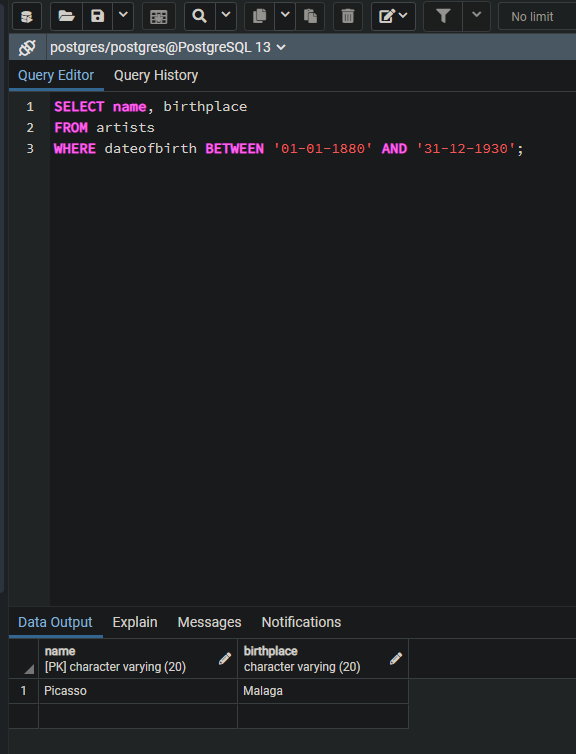 No limit
postgres/postgres@PostgreSQL 13
Query Editor Query History
1 SELECT name, birthplace
2 FROM artists
3 WHERE dateofbirth BETWEEN '01-01-1880' AND '31-12-1930';
Data Output Explain Messages Notifications
name birthplace
[PK] character varying (20) character varying (20)
1 Picasso Malaga